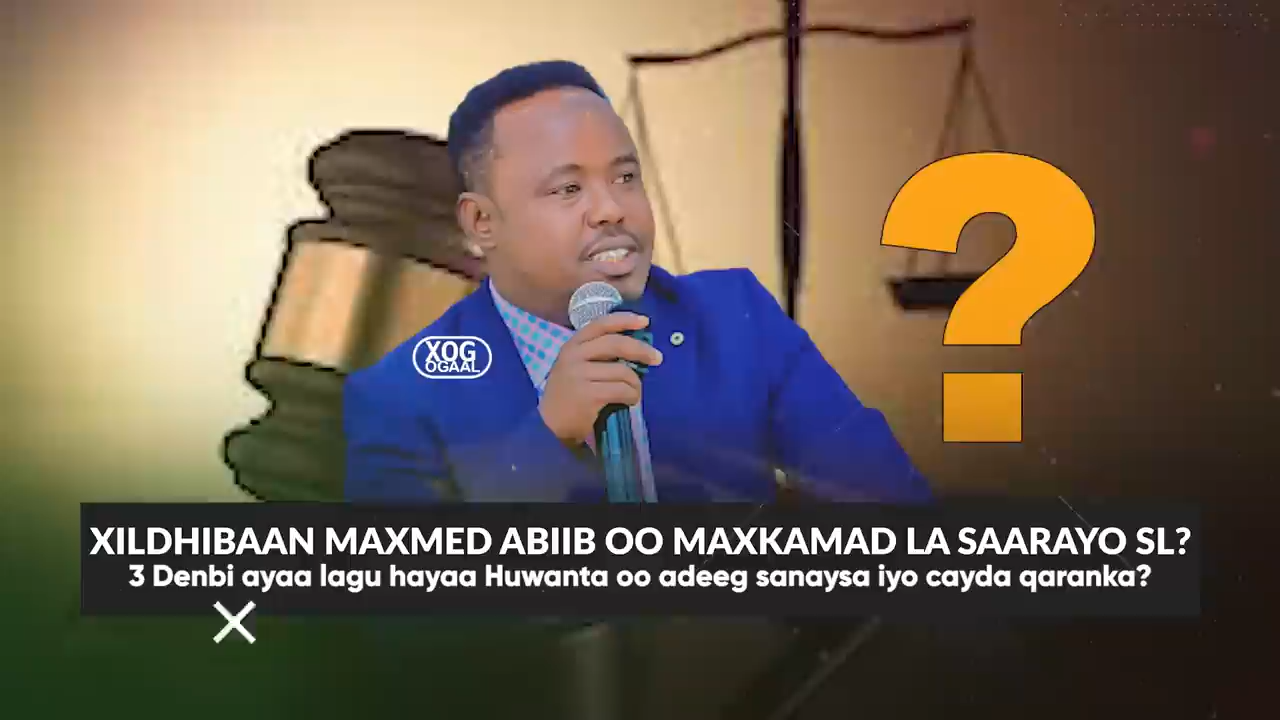 XOG
OGAAL
?
XILDHIBAAN MAXMED ABIIB OO MAXKAMAD LA SAARAYO SL?
3 Denbi ayaa lagu hayaa Huwanta oo adeeg sanaysa iyo cayda qaranka?